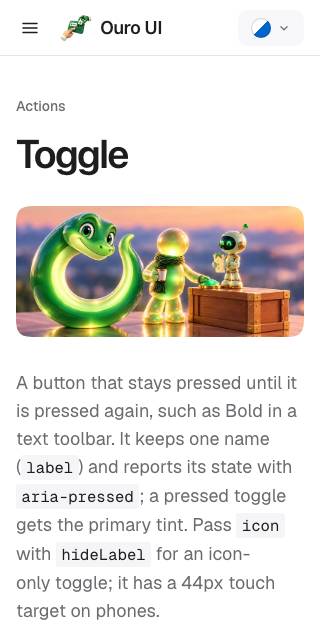 Ouro UI
Actions
Toggle
A button that stays pressed until it
is pressed again, such as Bold in a
text toolbar. It keeps one name
( label ) and reports its state with
aria-pressed ; a pressed toggle
gets the primary tint. Pass icon
with hideLabel for an icon-
only toggle; it has a 44px touch
target on phones.